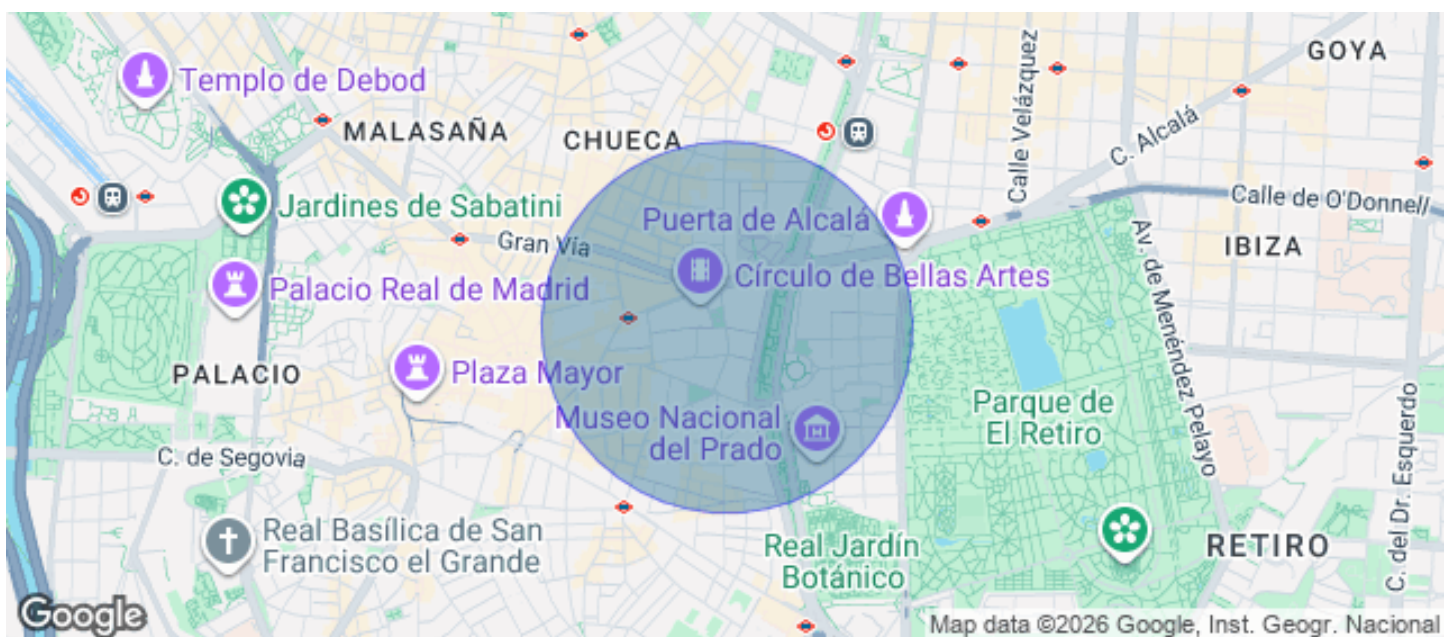 GOYA
Templo de Debod
MALASAÑA
CHUECA
Calle Velázquez
C. Alcalá
Jardines de Sabatini
Gran Vía
Puerta de Alcalá
Calle de O'Donnell
IBIZA
Av. de Menéndez Pelayo
Palacio Real de Madrid
Círculo de Bellas Artes
PALACIO
Plaza Mayor
Museo Nacional
del Prado
Parque de
El Retiro
C. de Segovia
C. del Dr. Esquerdo
Real Basílica de San
Francisco el Grande
Real Jardín
Botánico
RETIRO
Google
Map data ©2026 Google, Inst. Geogr. Nacional